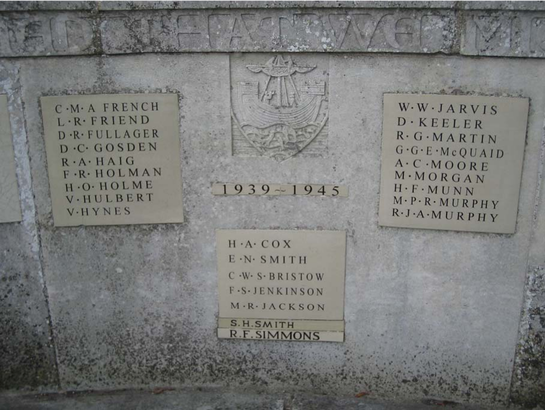 C·M·A FRENCH
L·R·FRIEND
D·R·FULLAGER
D·C·GOSDEN
R·A·HAIG
F·R·HOLMAN
H·O·HOLME
V·HULBERT
V·HYNES
1939-1945
H·A·COX
E·N·SMITH
C·W·S·BRISTOW
F·S·JENKINSON
M·R·JACKSON
S.H.SMITH
R.F.SIMMONS
W·W·JARVIS
D·KEELER
R·G·MARTIN
G·G·E·McQUAID
A·C·MOORE
M·MORGAN
H·F·MUNN
M·P·R·MURPHY
R·J·A·MURPHY